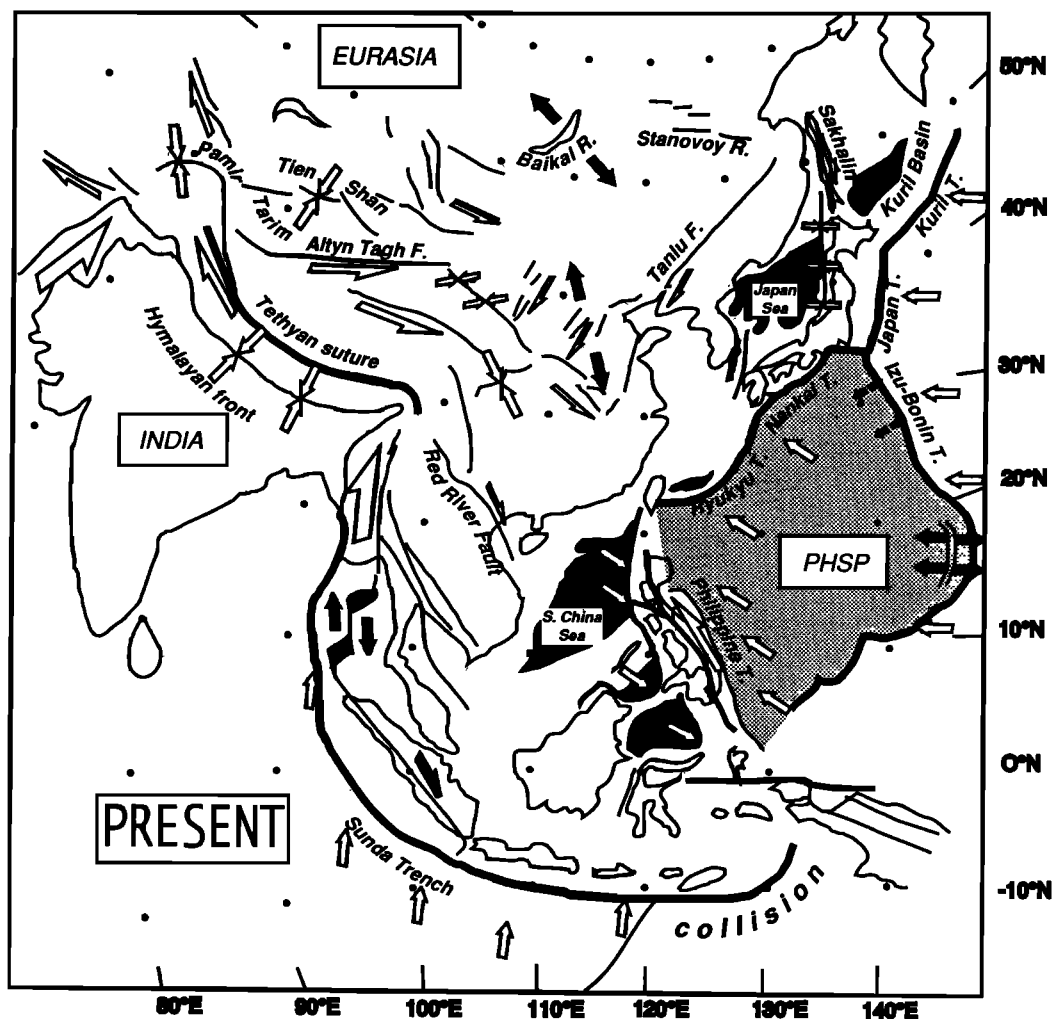 EURASIA
50°N
Stanovoy R.
Sakhalin
Baikal R.
Kuril Basin
Pamir
Tien
Shan
Kuril T.
40°N
Tarim
Altyn Tagh F.
Tanlu F.
Japan
Sea
Japan T.
Tethyan suture
Hymalayan front
30°N
Nankai T.
Izu-Bonin T.
INDIA
Red River Fault
Ryukyu T.
20°N
PHSP
S. China
Sea
Philippine T.
10°N
O°N
PRESENT
Sunda Trench
-10°N
collision
80°E
90°E
100°E
110°E
120°E
130°E
140°E